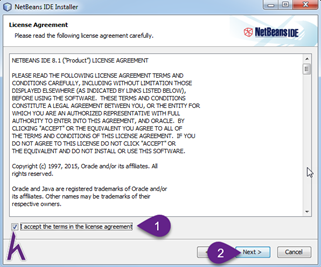 NetBeans IDE Installer
License Agreement
Please read the following license agreement carefully.
NetBeans IDE
NETBEANS IDE 8.1 ("Product") LICENSE AGREEMENT
PLEASE READ THE FOLLOWING LICENSE AGREEMENT TERMS AND
CONDITIONS CAREFULLY, INCLUDING WITHOUT LIMITATION THOSE
DISPLAYED ELSEWHERE (AS INDICATED BY LINKS LISTED BELOW),
BEFORE USING THE SOFTWARE. THESE TERMS AND CONDITIONS
CONSTITUTE A LEGAL AGREEMENT BETWEEN YOU, OR THE ENTITY FOR
WHICH YOU ARE AN AUTHORIZED REPRESENTATIVE WITH FULL
AUTHORITY TO ENTER INTO THIS AGREEMENT, AND ORACLE. BY
CLICKING "ACCEPT" OR THE EQUIVALENT YOU AGREE TO ALL OF
THE TERMS AND CONDITIONS OF THIS LICENSE AGREEMENT. IF YOU
DO NOT AGREE TO THIS LICENSE DO NOT CLICK "ACCEPT" OR
THE EQUIVALENT AND DO NOT INSTALL OR USE THIS SOFTWARE.
Copyright (c) 1997, 2015, Oracle and/or its affiliates. All
rights reserved.
Oracle and Java are registered trademarks of Oracle and/or
its affiliates. Other names may be trademarks of their
respective owners.
I accept the terms in the license agreement
1
2
Next >
Cancel